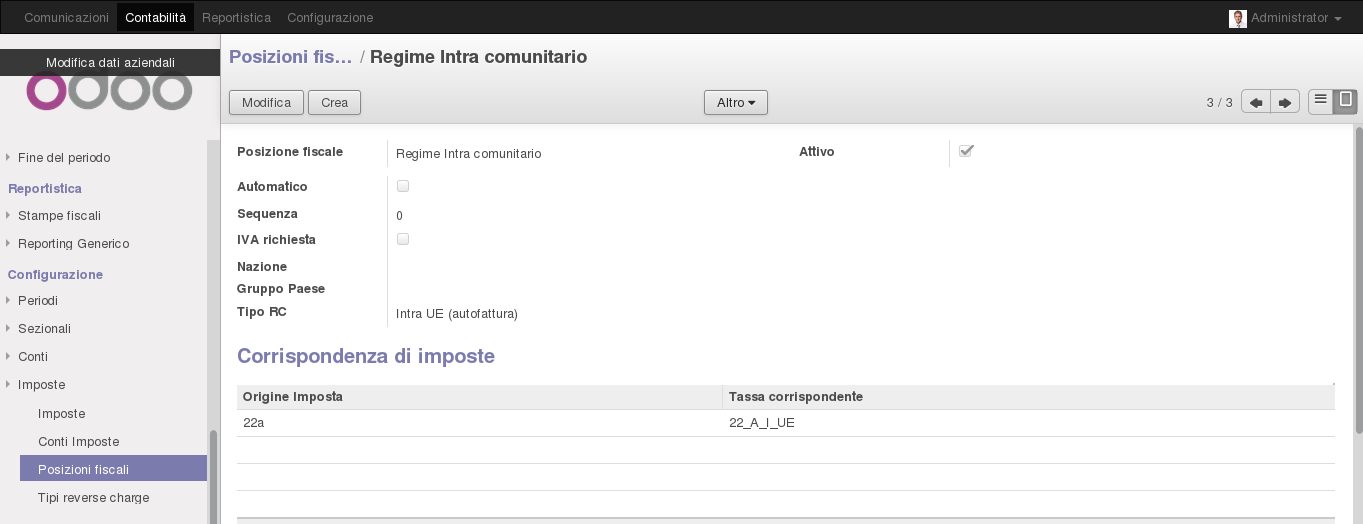 Comunicazioni Contabilità Reportistica Configurazione Administrator
Modifica dati aziendali
odoo
Posizioni fis... / Regime Intra comunitario
Modifica Crea Altro 3 / 3
Fine del periodo
Reportistica
Stampe fiscali
Reporting Generico
Configurazione
Periodi
Sezionali
Conti
Imposte
Imposte
Conti Imposte
Posizioni fiscali
Tipi reverse charge
Posizione fiscale Regime Intra comunitario Attivo
Automatico
Sequenza 0
IVA richiesta
Nazione
Gruppo Paese
Tipo RC Intra UE (autofattura)
Corrispondenza di imposte
Origine Imposta Tassa corrispondente
22a 22_A_I_UE